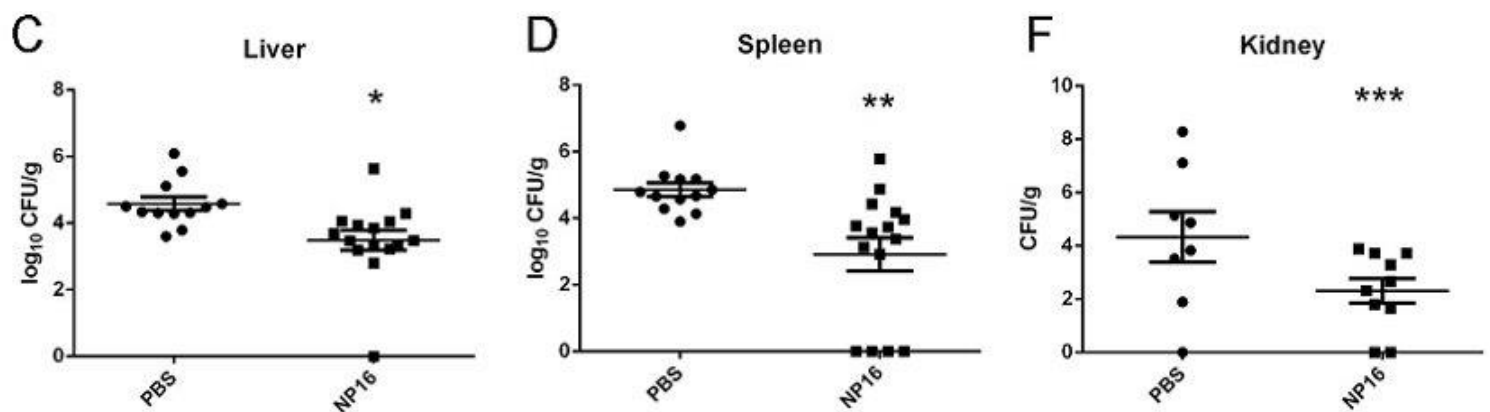 C
Liver
log10 CFU/g
8
6
4
2
0
*
PBS
NP16
D
Spleen
log10 CFU/g
8
6
4
2
0
**
PBS
NP16
F
Kidney
CFU/g
10
8
6
4
2
0
***
PBS
NP16